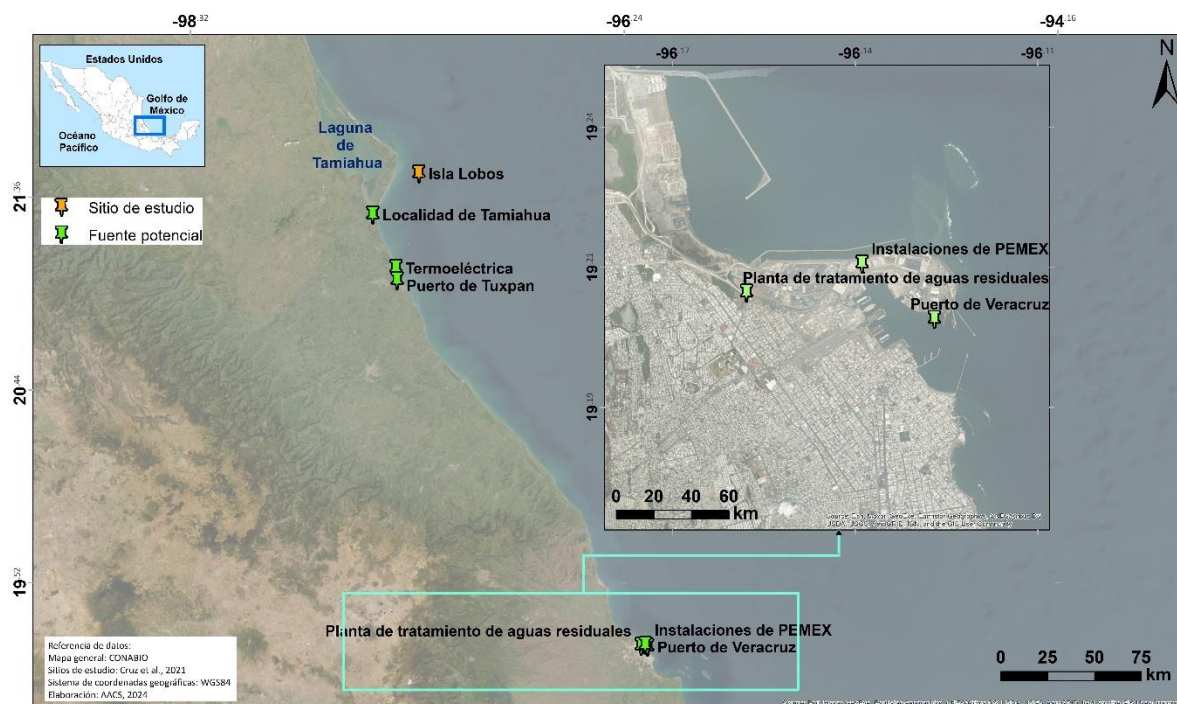 -98.32
-96.24
-94.16
Estados Unidos
Golfo de
México
Océano
Pacífico
Sitio de estudio
Fuente potencial
Laguna
de
Tamiahua
Isla Lobos
Localidad de Tamiahua
Termoeléctrica
Puerto de Tuxpan
21.36
20.44
19.52
-96.17
-96.14
-96.11
N
19.24
19.21
19.19
Instalaciones de PEMEX
Planta de tratamiento de aguas residuales
Puerto de Veracruz
0 20 40 60
km
Planta de tratamiento de aguas residuales
Instalaciones de PEMEX
Puerto de Veracruz
Referencia de datos:
Mapa general: CONABIO
Sitios de estudio: Cruz et al., 2021
Sistema de coordenadas geográficas: WGS84
Elaboración: AACS, 2024
0 25 50 75
km